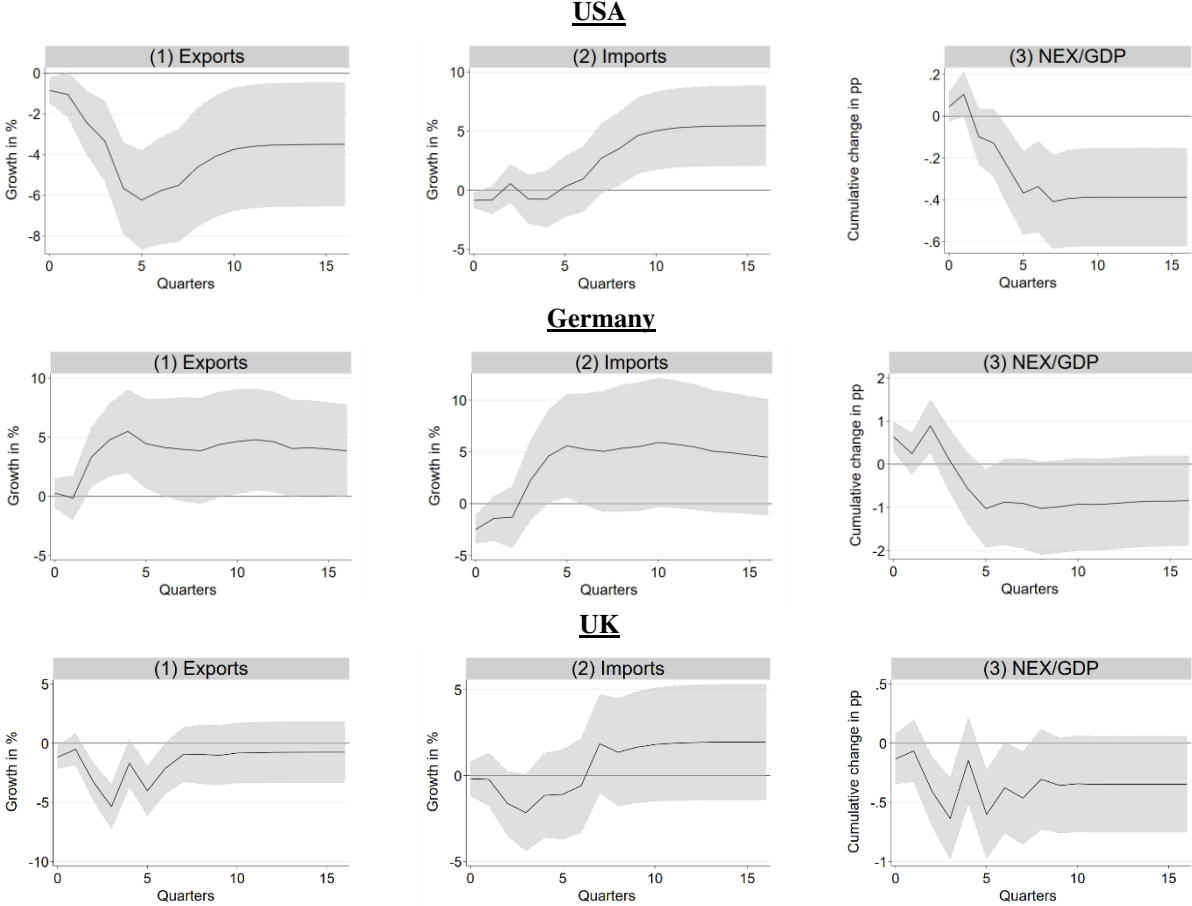 USA
(1) Exports
Growth in %
0
-2
-4
-6
-8
0 5 10 15
Quarters
(2) Imports
Growth in %
10
5
0
-5
0 5 10 15
Quarters
(3) NEX/GDP
Cumulative change in pp
.2
0
-.2
-.4
-.6
0 5 10 15
Quarters
Germany
(1) Exports
Growth in %
10
5
0
-5
0 5 10 15
Quarters
(2) Imports
Growth in %
10
5
0
-5
0 5 10 15
Quarters
(3) NEX/GDP
Cumulative change in pp
2
1
0
-1
-2
0 5 10 15
Quarters
UK
(1) Exports
Growth in %
5
0
-5
-10
0 5 10 15
Quarters
(2) Imports
Growth in %
5
0
-5
0 5 10 15
Quarters
(3) NEX/GDP
Cumulative change in pp
.5
0
-.5
-1
0 5 10 15
Quarters